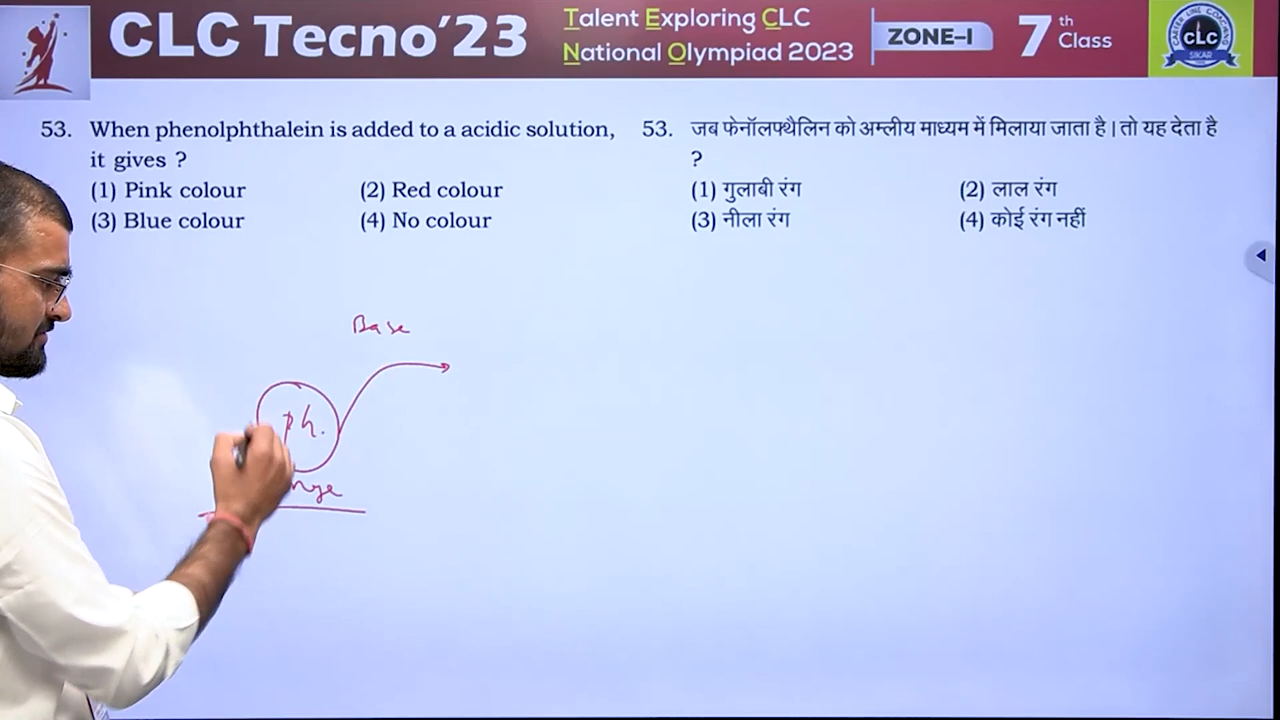 CLC Tecno'23
Talent Exploring CLC
National Olympiad 2023
ZONE–I
7th Class
CLC
SIKAR
53. When phenolphthalein is added to a acidic solution,
it gives ?
(1) Pink colour (2) Red colour
(3) Blue colour (4) No colour
53. जब फेनॉलफ्थैलिन को अम्लीय माध्यम में मिलाया जाता है। तो यह देता है
?
(1) गुलाबी रंग (2) लाल रंग
(3) नीला रंग (4) कोई रंग नहीं
Base
ph.